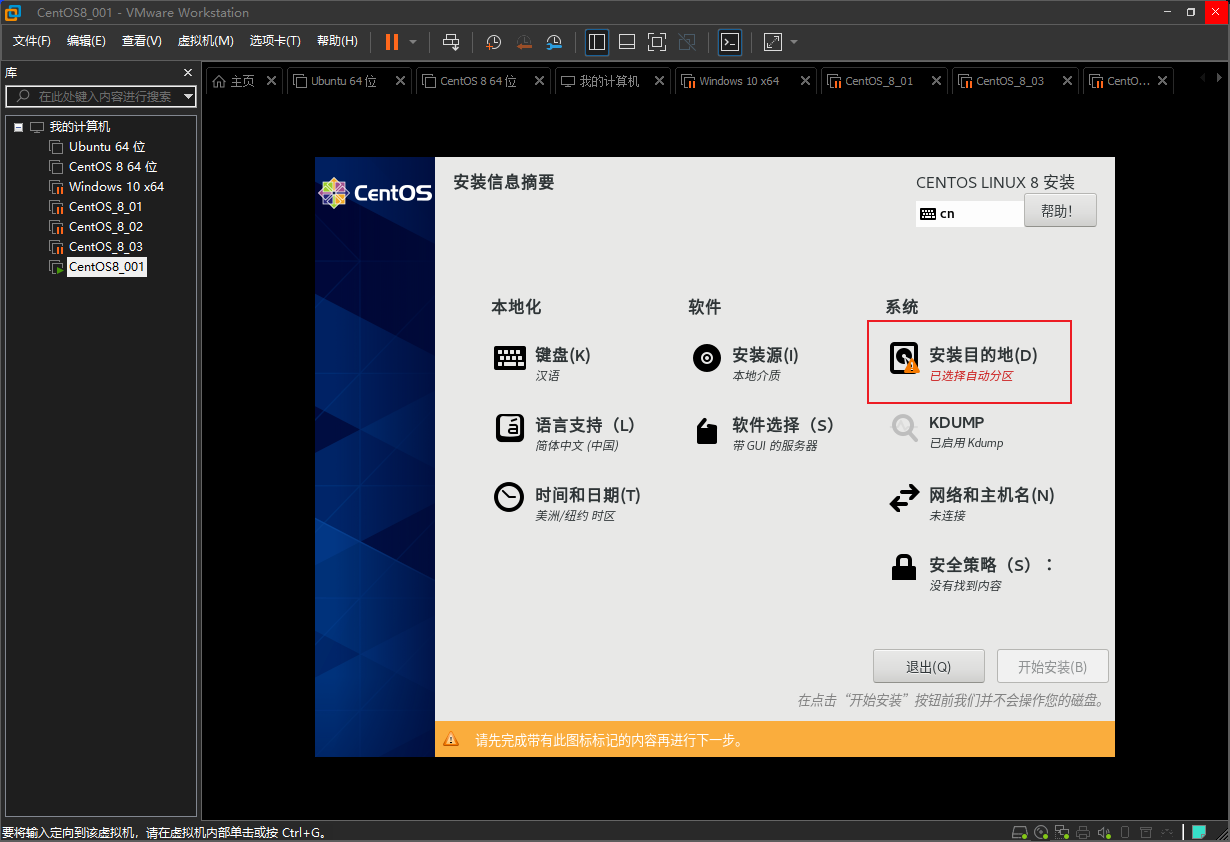 CentOS8_001 - VMware Workstation
文件(F) 编辑(E) 查看(V) 虚拟机(M) 选项卡(T) 帮助(H)
库
在此处键入内容进行搜索
我的计算机
Ubuntu 64 位
CentOS 8 64 位
Windows 10 x64
CentOS_8_01
CentOS_8_02
CentOS_8_03
CentOS8_001
主页 Ubuntu 64 位 CentOS 8 64 位 我的计算机 Windows 10 x64 CentOS_8_01 CentOS_8_03 CentO...
CentOS
安装信息摘要
CENTOS LINUX 8 安装
cn
帮助!
本地化
键盘(K)
汉语
语言支持（L)
简体中文 (中国)
时间和日期(T)
美洲/纽约 时区
软件
安装源(I)
本地介质
软件选择（S）
带 GUI 的服务器
系统
安装目的地(D)
已选择自动分区
KDUMP
已启用 Kdump
网络和主机名(N)
未连接
安全策略（S）：
没有找到内容
退出(Q)
开始安装(B)
在点击“开始安装”按钮前我们并不会操作您的磁盘。
请先完成带有此图标标记的内容再进行下一步。
要将输入定向到该虚拟机，请在虚拟机内部单击或按 Ctrl+G。